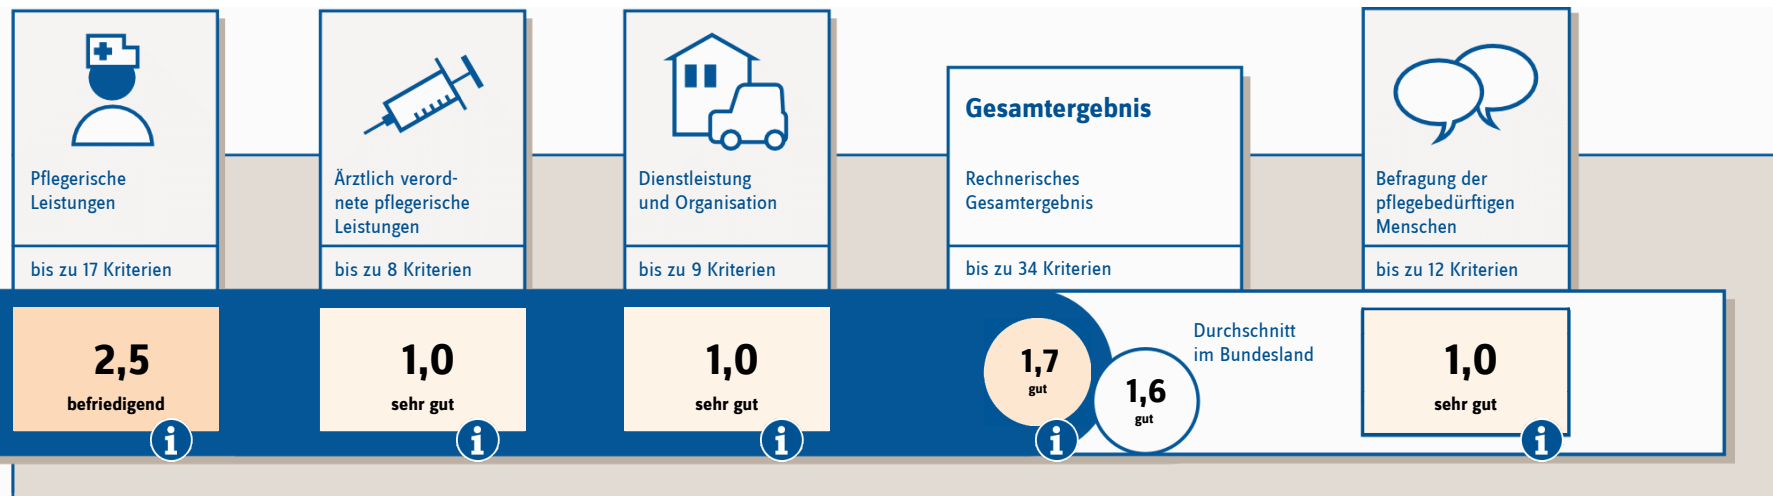 Pflegerische
Leistungen
bis zu 17 Kriterien
2,5
befriedigend
i
Ärztlich verord-
nete pflegerische
Leistungen
bis zu 8 Kriterien
1,0
sehr gut
i
Dienstleistung
und Organisation
bis zu 9 Kriterien
1,0
sehr gut
i
Gesamtergebnis
Rechnerisches
Gesamtergebnis
bis zu 34 Kriterien
1,7
gut
i
1,6
gut
Durchschnitt
im Bundesland
Befragung der
pflegebedürftigen
Menschen
bis zu 12 Kriterien
1,0
sehr gut
i